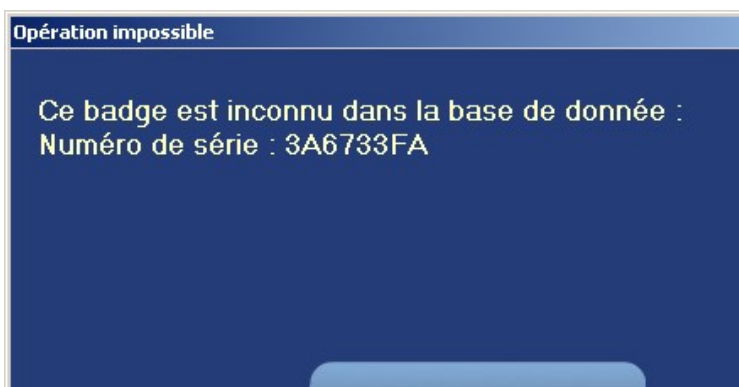 Opération impossible
Ce badge est inconnu dans la base de donnée :
Numéro de série : 3A6733FA